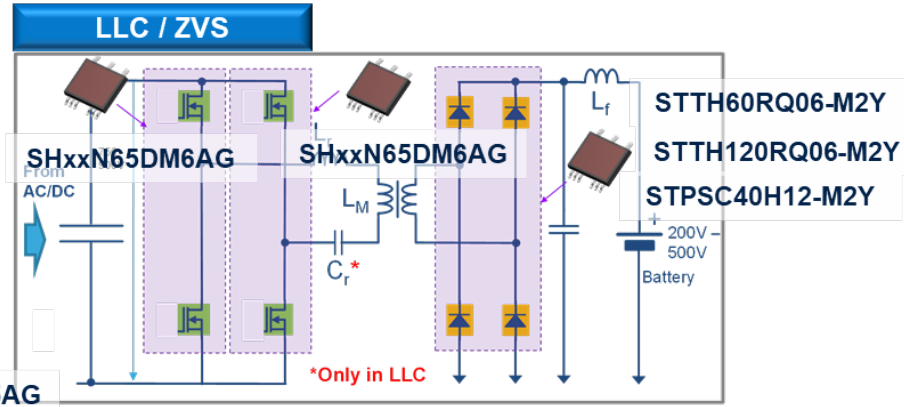 LLC / ZVS
STTH60RQ06-M2Y
L_f
SHxxN65DM6AG
SHxxN65DM6AG
STTH120RQ06-M2Y
From
AC/DC
L_M
STPSC40H12-M2Y
+
200V –
500V
Battery
C_r*
*Only in LLC
AG